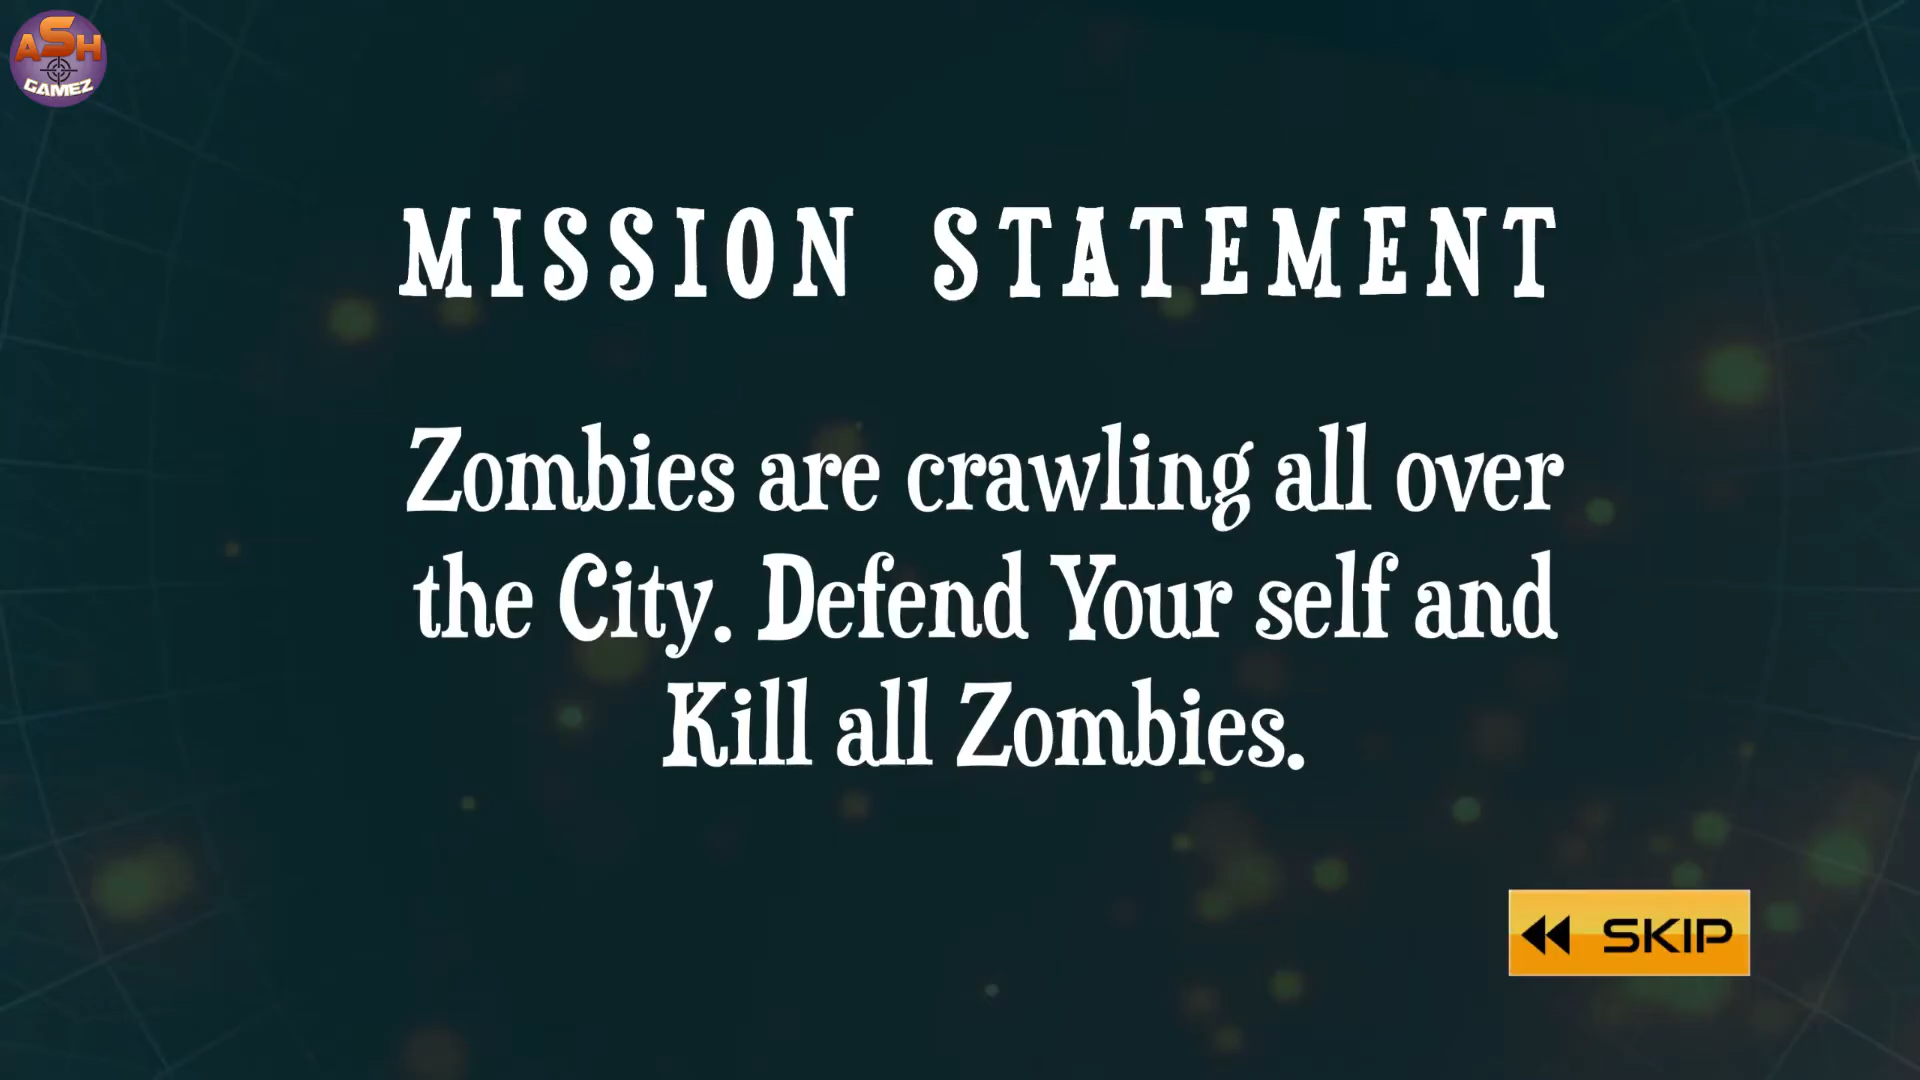 ASH
GAMEZ
MISSION STATEMENT
Zombies are crawling all over
the City. Defend Your self and
Kill all Zombies.
SKIP